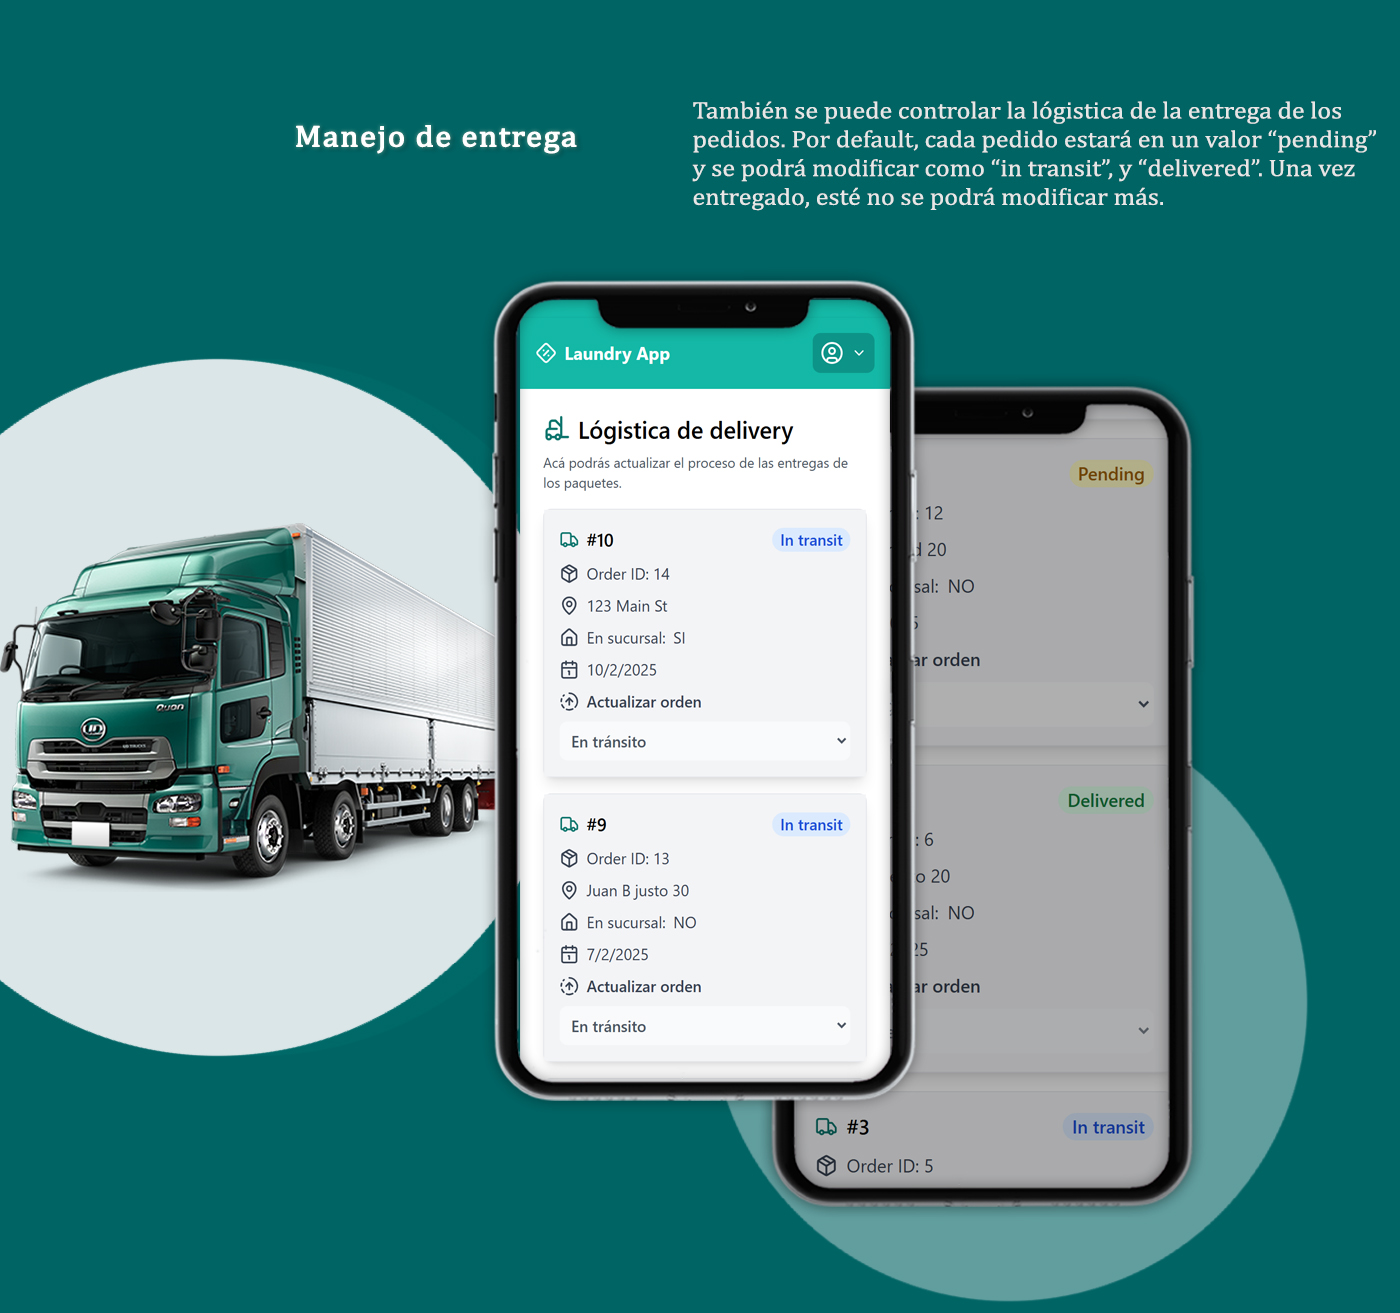 Manejo de entrega
También se puede controlar la lógistica de la entrega de los
pedidos. Por default, cada pedido estará en un valor “pending”
y se podrá modificar como “in transit”, y “delivered”. Una vez
entregado, esté no se podrá modificar más.
Laundry App
Lógistica de delivery
Acá podrás actualizar el proceso de las entregas de
los paquetes.
#10 In transit
Order ID: 14
123 Main St
En sucursal: SI
10/2/2025
Actualizar orden
En tránsito
#9 In transit
Order ID: 13
Juan B justo 30
En sucursal: NO
7/2/2025
Actualizar orden
En tránsito
Pending
: 12
20
sal: NO
ar orden
Delivered
: 6
o 20
sal: NO
25
ar orden
#3 In transit
Order ID: 5
Quon
UD
UD TRUCKS